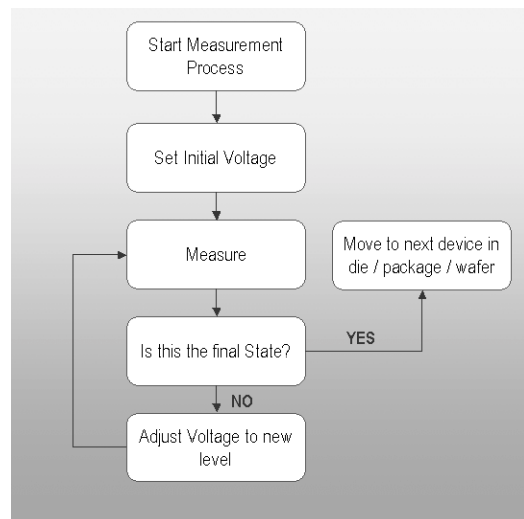 Start Measurement
Process
Set Initial Voltage
Measure
Move to next device in
die / package / wafer
Is this the final State?
YES
NO
Adjust Voltage to new
level